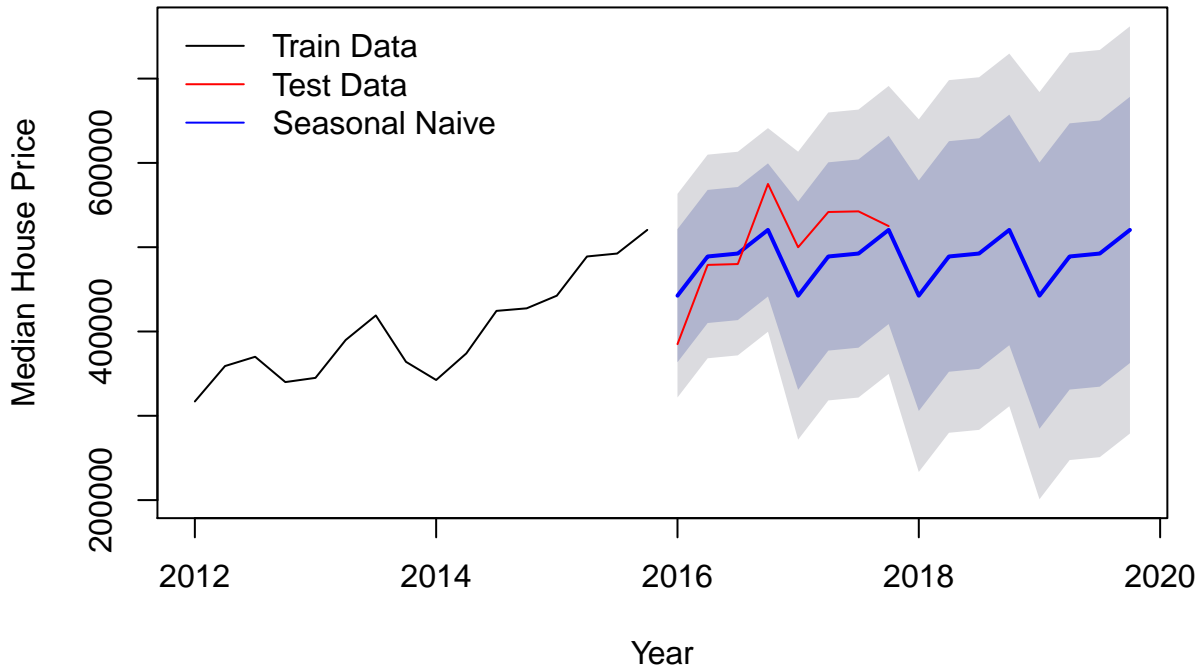 Train Data
Test Data
Seasonal Naive
Median House Price
600000
400000
200000
2012 2014 2016 2018 2020
Year